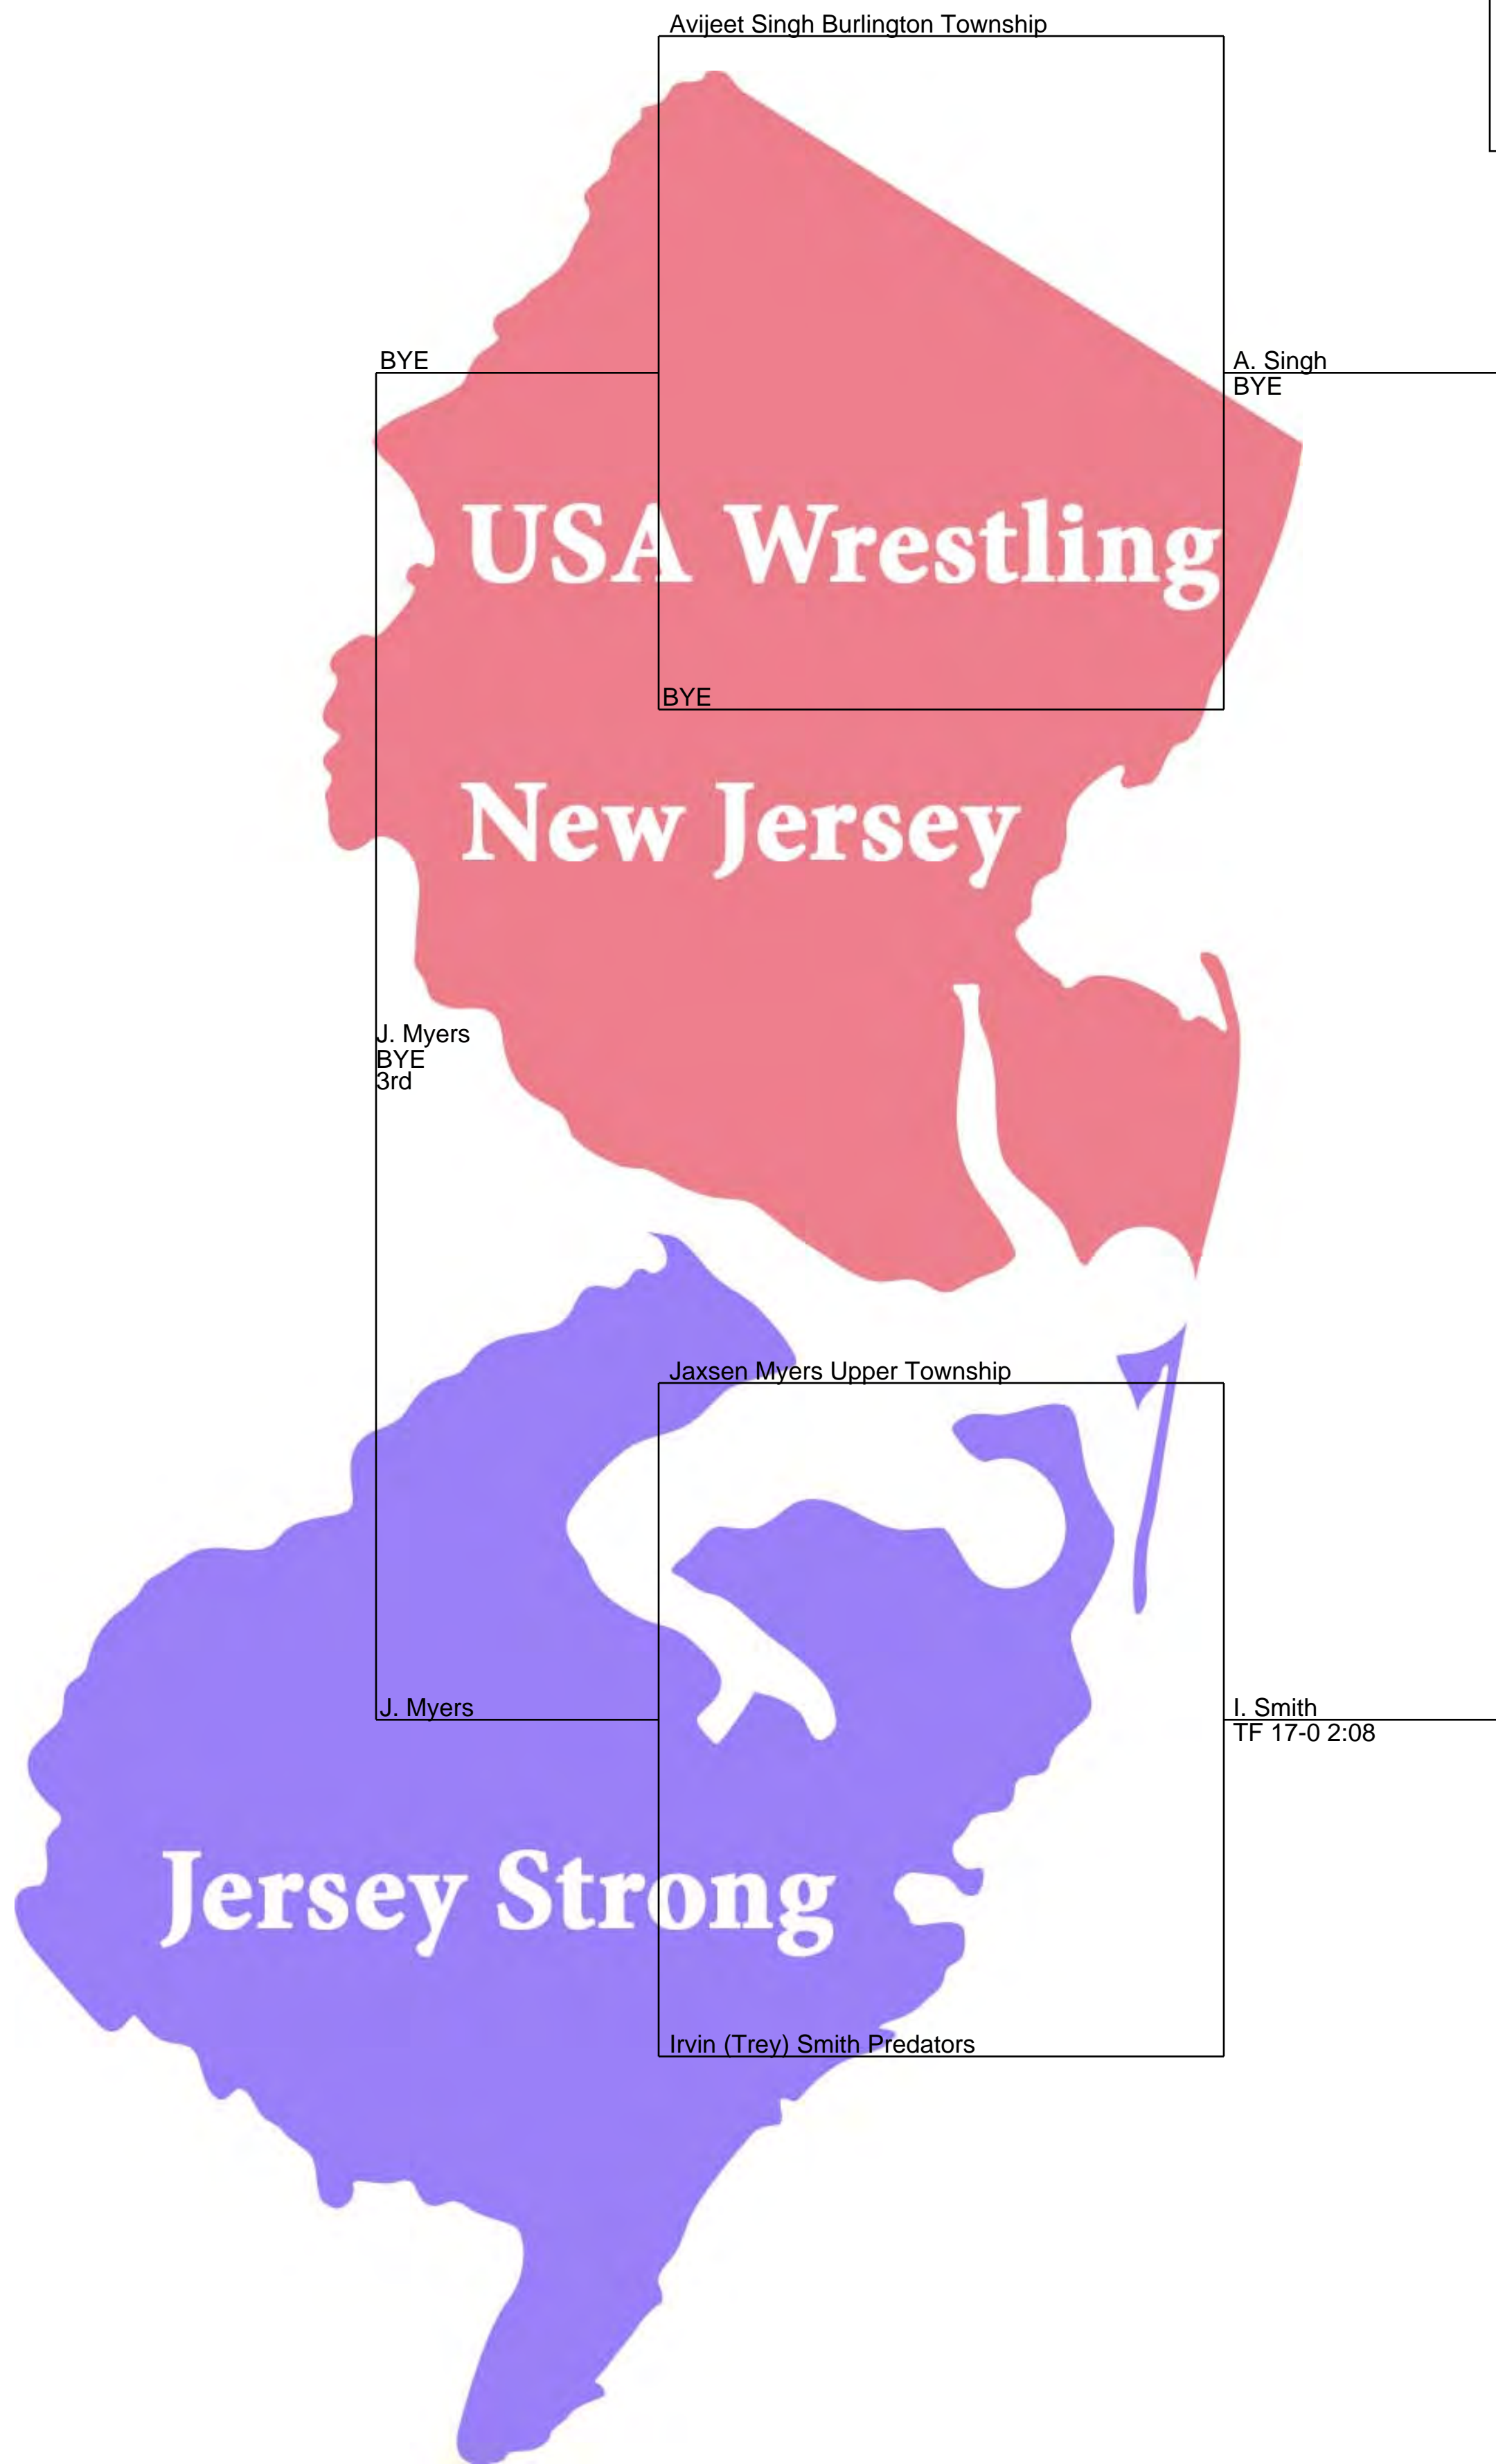 Avijeet Singh Burlington Township
BYE
A. Singh
BYE
USA Wrestling
BYE
New Jersey
J. Myers
BYE
3rd
Jaxsen Myers Upper Township
J. Myers
I. Smith
TF 17-0 2:08
Jersey Strong
Irvin (Trey) Smith Predators